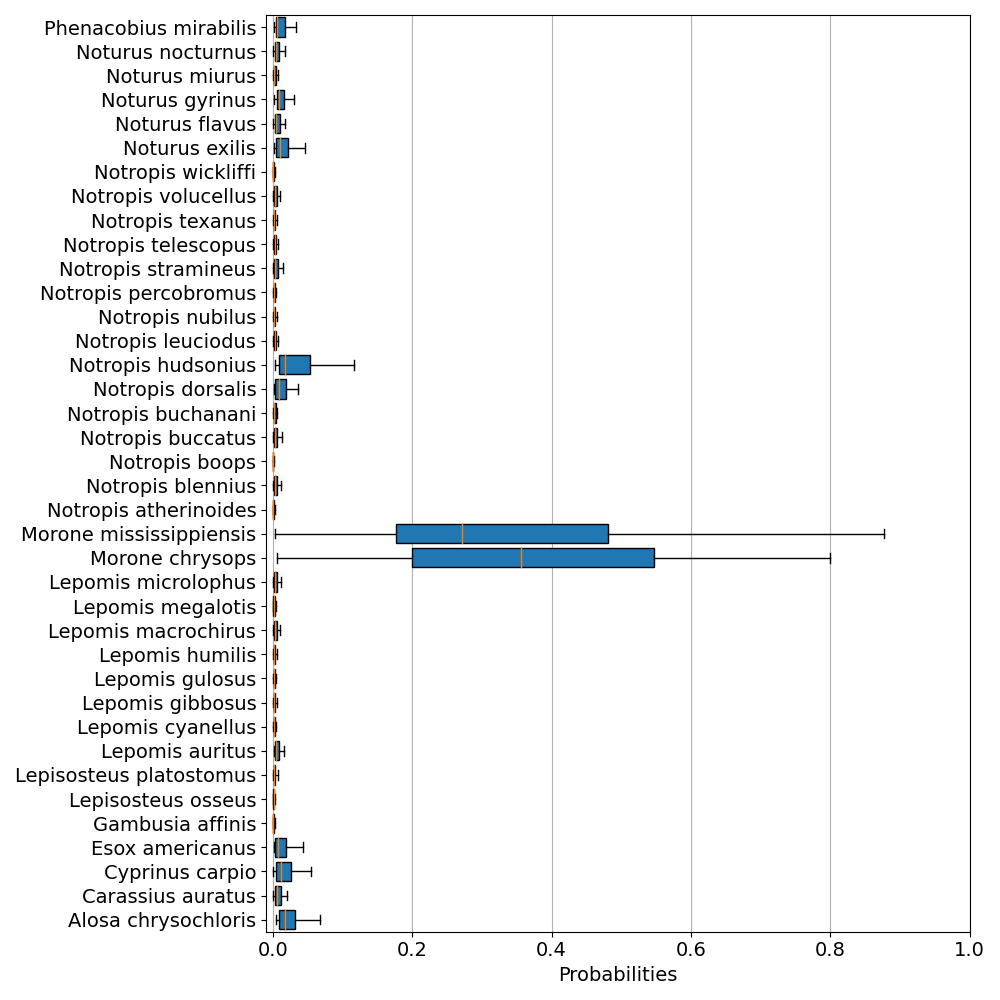 Phenacobius mirabilis
Noturus nocturnus
Noturus miurus
Noturus gyrinus
Noturus flavus
Noturus exilis
Notropis wickliffi
Notropis volucellus
Notropis texanus
Notropis telescopus
Notropis stramineus
Notropis percobromus
Notropis nubilus
Notropis leuciodus
Notropis hudsonius
Notropis dorsalis
Notropis buchanani
Notropis buccatus
Notropis boops
Notropis blennius
Notropis atherinoides
Morone mississippiensis
Morone chrysops
Lepomis microlophus
Lepomis megalotis
Lepomis macrochirus
Lepomis humilis
Lepomis gulosus
Lepomis gibbosus
Lepomis cyanellus
Lepomis auritus
Lepisosteus platostomus
Lepisosteus osseus
Gambusia affinis
Esox americanus
Cyprinus carpio
Carassius auratus
Alosa chrysochloris
0.0 0.2 0.4 0.6 0.8 1.0
Probabilities